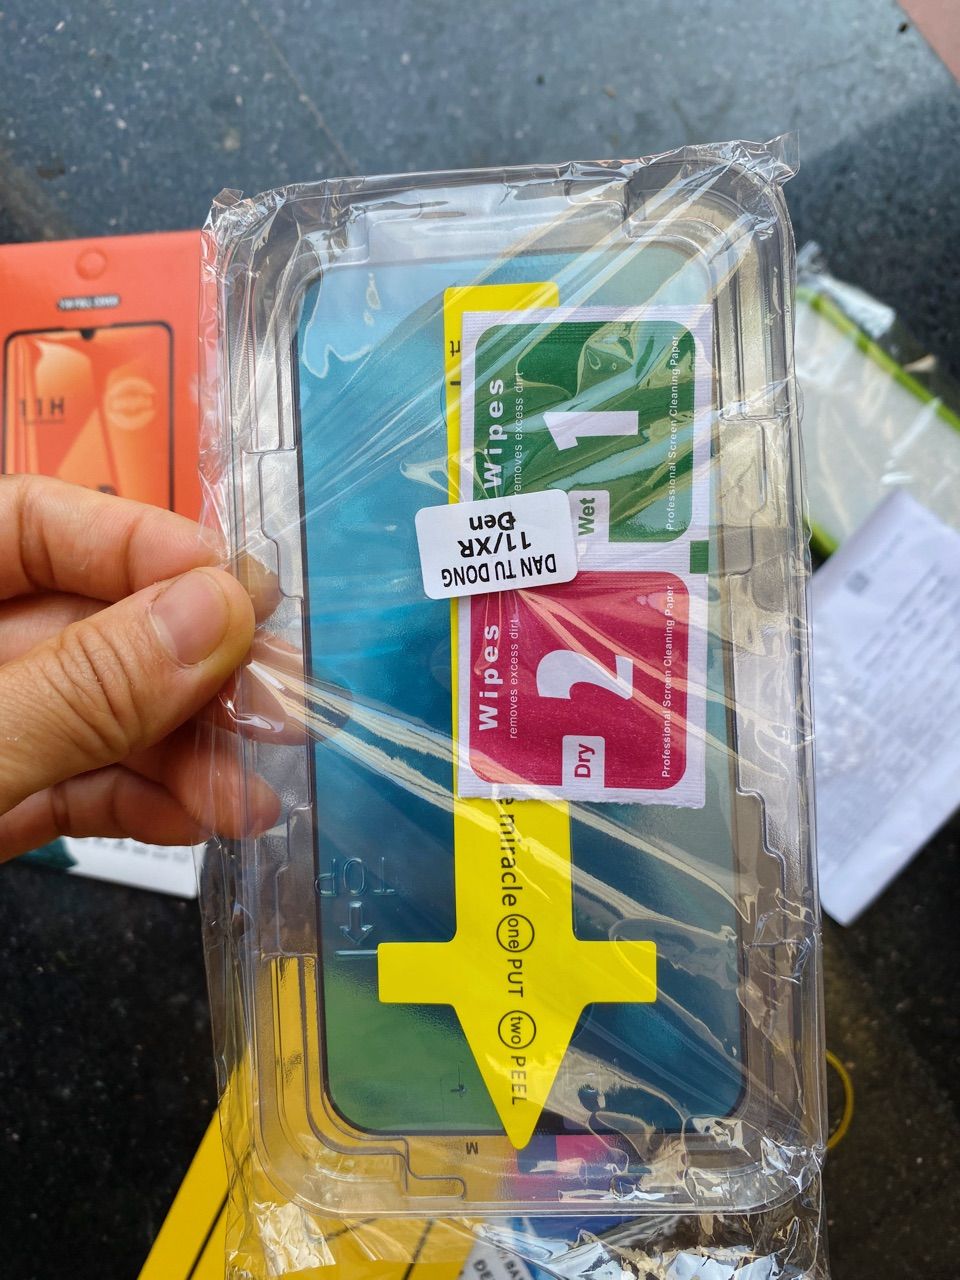 DAN TU DONG
11/XR
Đen
Wipes
removes excess dirt
1
Wet
Professional Screen Cleaning Paper
Wipes
removes excess dirt
2
Dry
Professional Screen Cleaning Paper
miracle one PUT two PEEL
TOP
M
11H